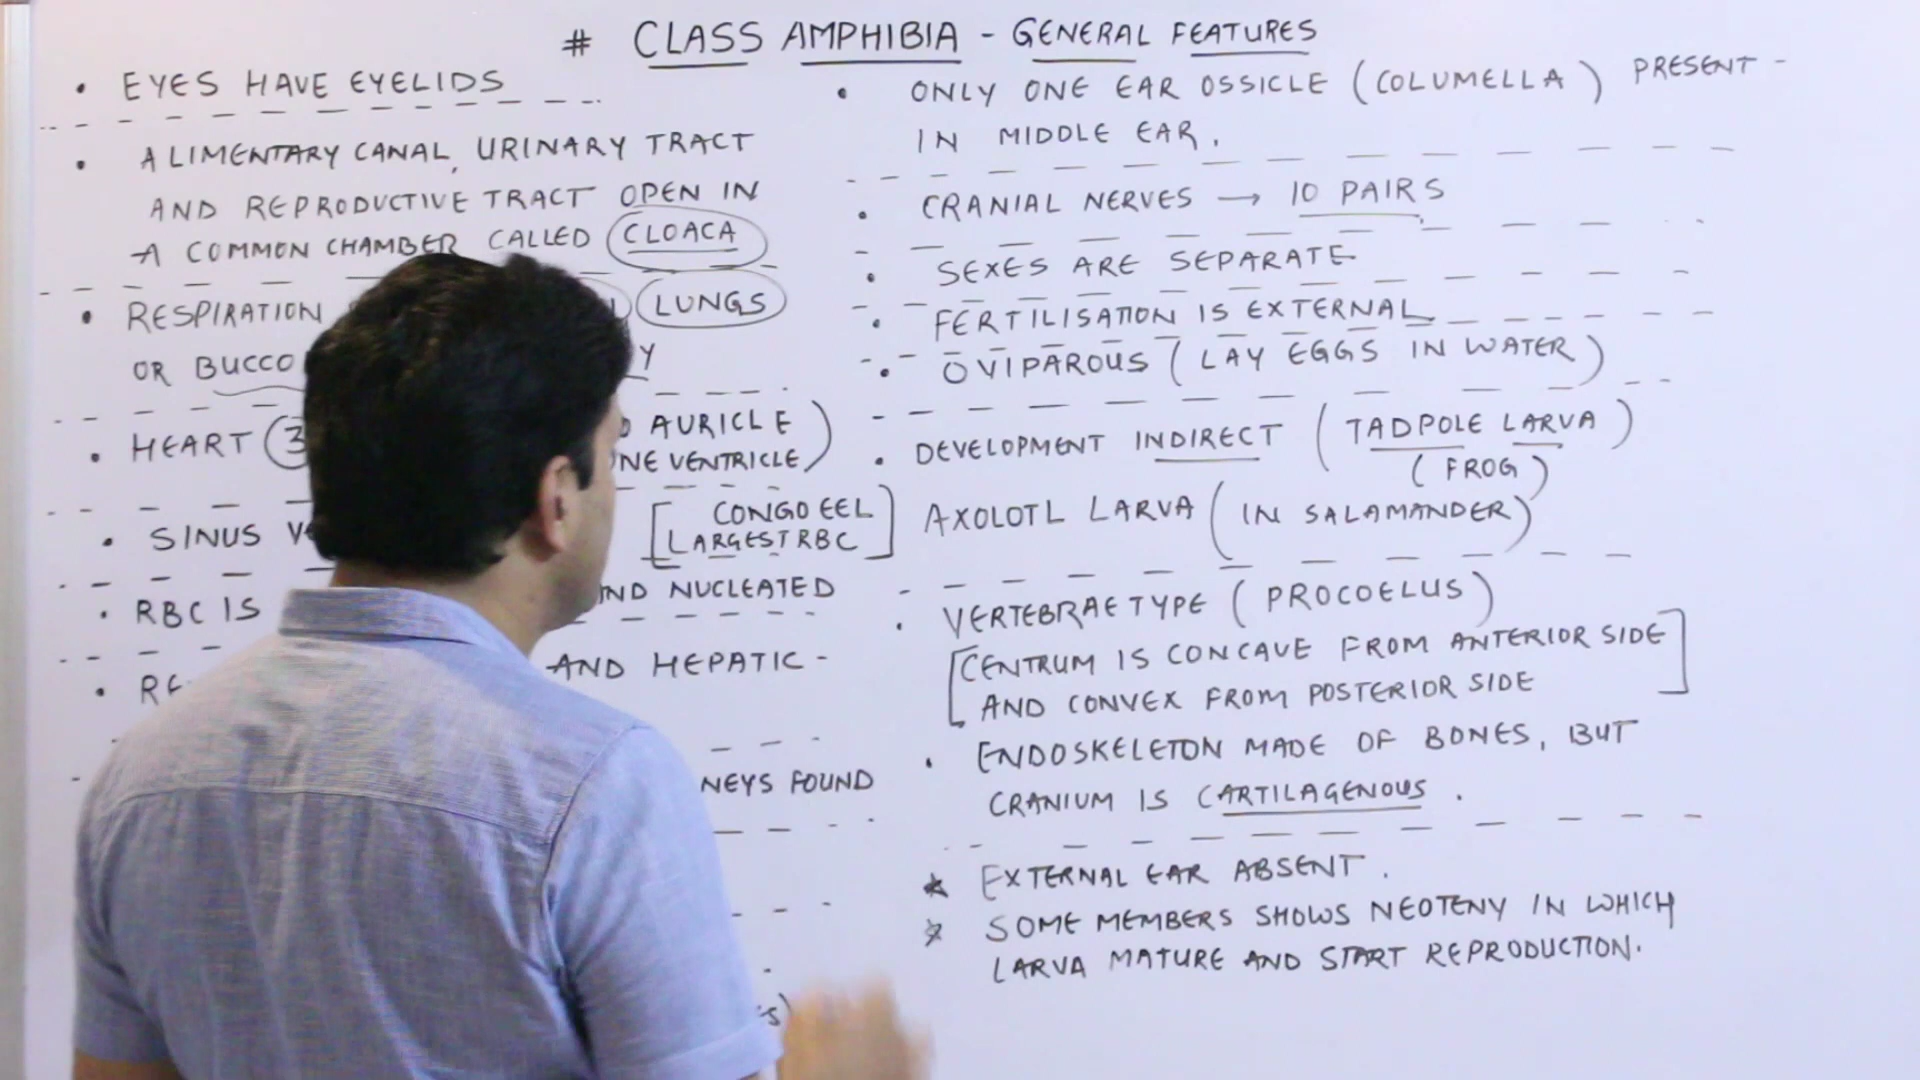 # CLASS AMPHIBIA - GENERAL FEATURES
• EYES HAVE EYELIDS
• ALIMENTARY CANAL, URINARY TRACT
AND REPRODUCTIVE TRACT OPEN IN
A COMMON CHAMBER CALLED CLOACA
• RESPIRATION LUNGS
OR BUCCO
• HEART 3 AURICLE
VENTRICLE)
• SINUS [CONGO EEL
LARGEST RBC]
• RBC IS AND NUCLEATED
• AND HEPATIC -
FOUND
• ONLY ONE EAR OSSICLE (COLUMELLA) PRESENT -
IN MIDDLE EAR.
• CRANIAL NERVES → 10 PAIRS
• SEXES ARE SEPARATE
• FERTILISATION IS EXTERNAL
• OVIPAROUS (LAY EGGS IN WATER)
• DEVELOPMENT INDIRECT (TADPOLE LARVA)
(FROG)
AXOLOTL LARVA (IN SALAMANDER)
• VERTEBRAE TYPE (PROCOELUS)
[CENTRUM IS CONCAVE FROM ANTERIOR SIDE
AND CONVEX FROM POSTERIOR SIDE]
• ENDOSKELETON MADE OF BONES, BUT
CRANIUM IS CARTILAGENOUS.
* EXTERNAL EAR ABSENT.
* SOME MEMBERS SHOWS NEOTENY IN WHICH
LARVA MATURE AND START REPRODUCTION.